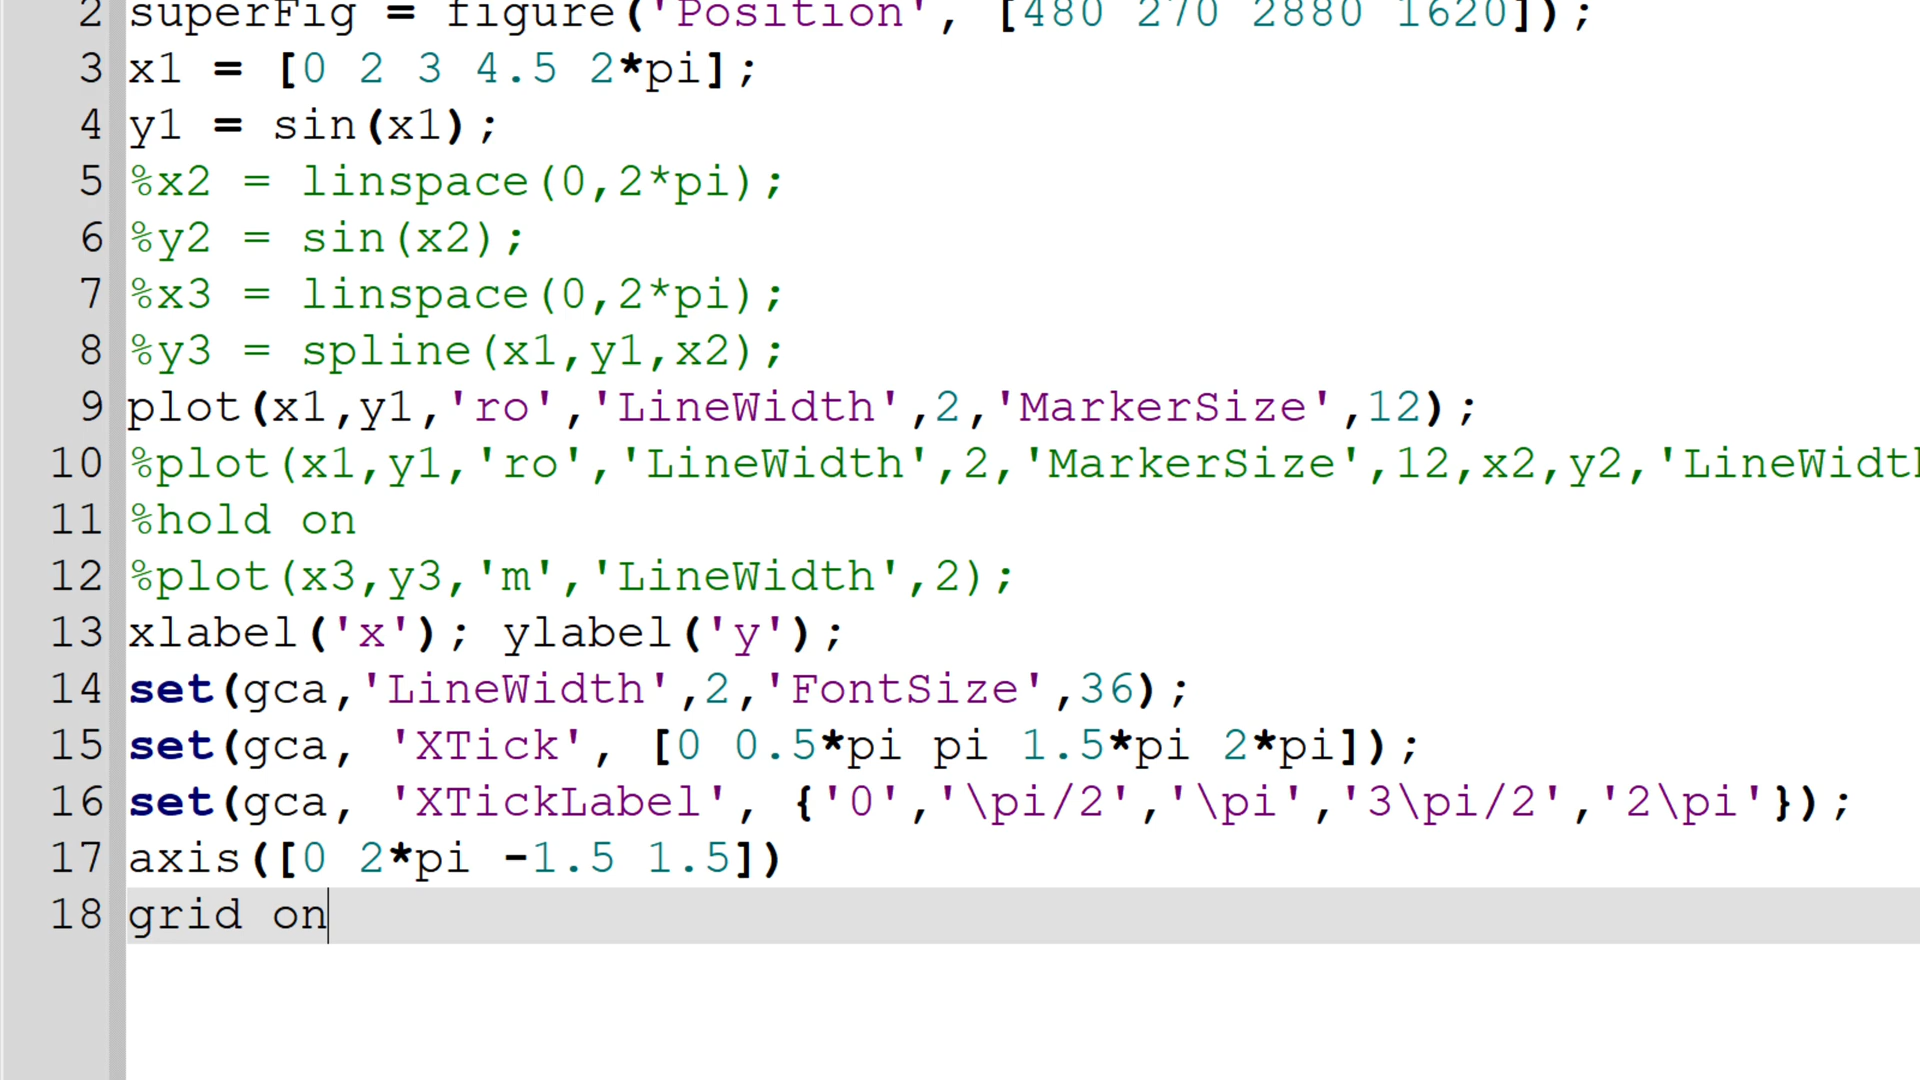 2 superFig = figure('Position', [480 270 2880 1620]);
3 x1 = [0 2 3 4.5 2*pi];
4 y1 = sin(x1);
5 %x2 = linspace(0,2*pi);
6 %y2 = sin(x2);
7 %x3 = linspace(0,2*pi);
8 %y3 = spline(x1,y1,x2);
9 plot(x1,y1,'ro','LineWidth',2,'MarkerSize',12);
10 %plot(x1,y1,'ro','LineWidth',2,'MarkerSize',12,x2,y2,'LineWidth
11 %hold on
12 %plot(x3,y3,'m','LineWidth',2);
13 xlabel('x'); ylabel('y');
14 set(gca,'LineWidth',2,'FontSize',36);
15 set(gca, 'XTick', [0 0.5*pi pi 1.5*pi 2*pi]);
16 set(gca, 'XTickLabel', {'0','\pi/2','\pi','3\pi/2','2\pi'});
17 axis([0 2*pi -1.5 1.5])
18 grid on